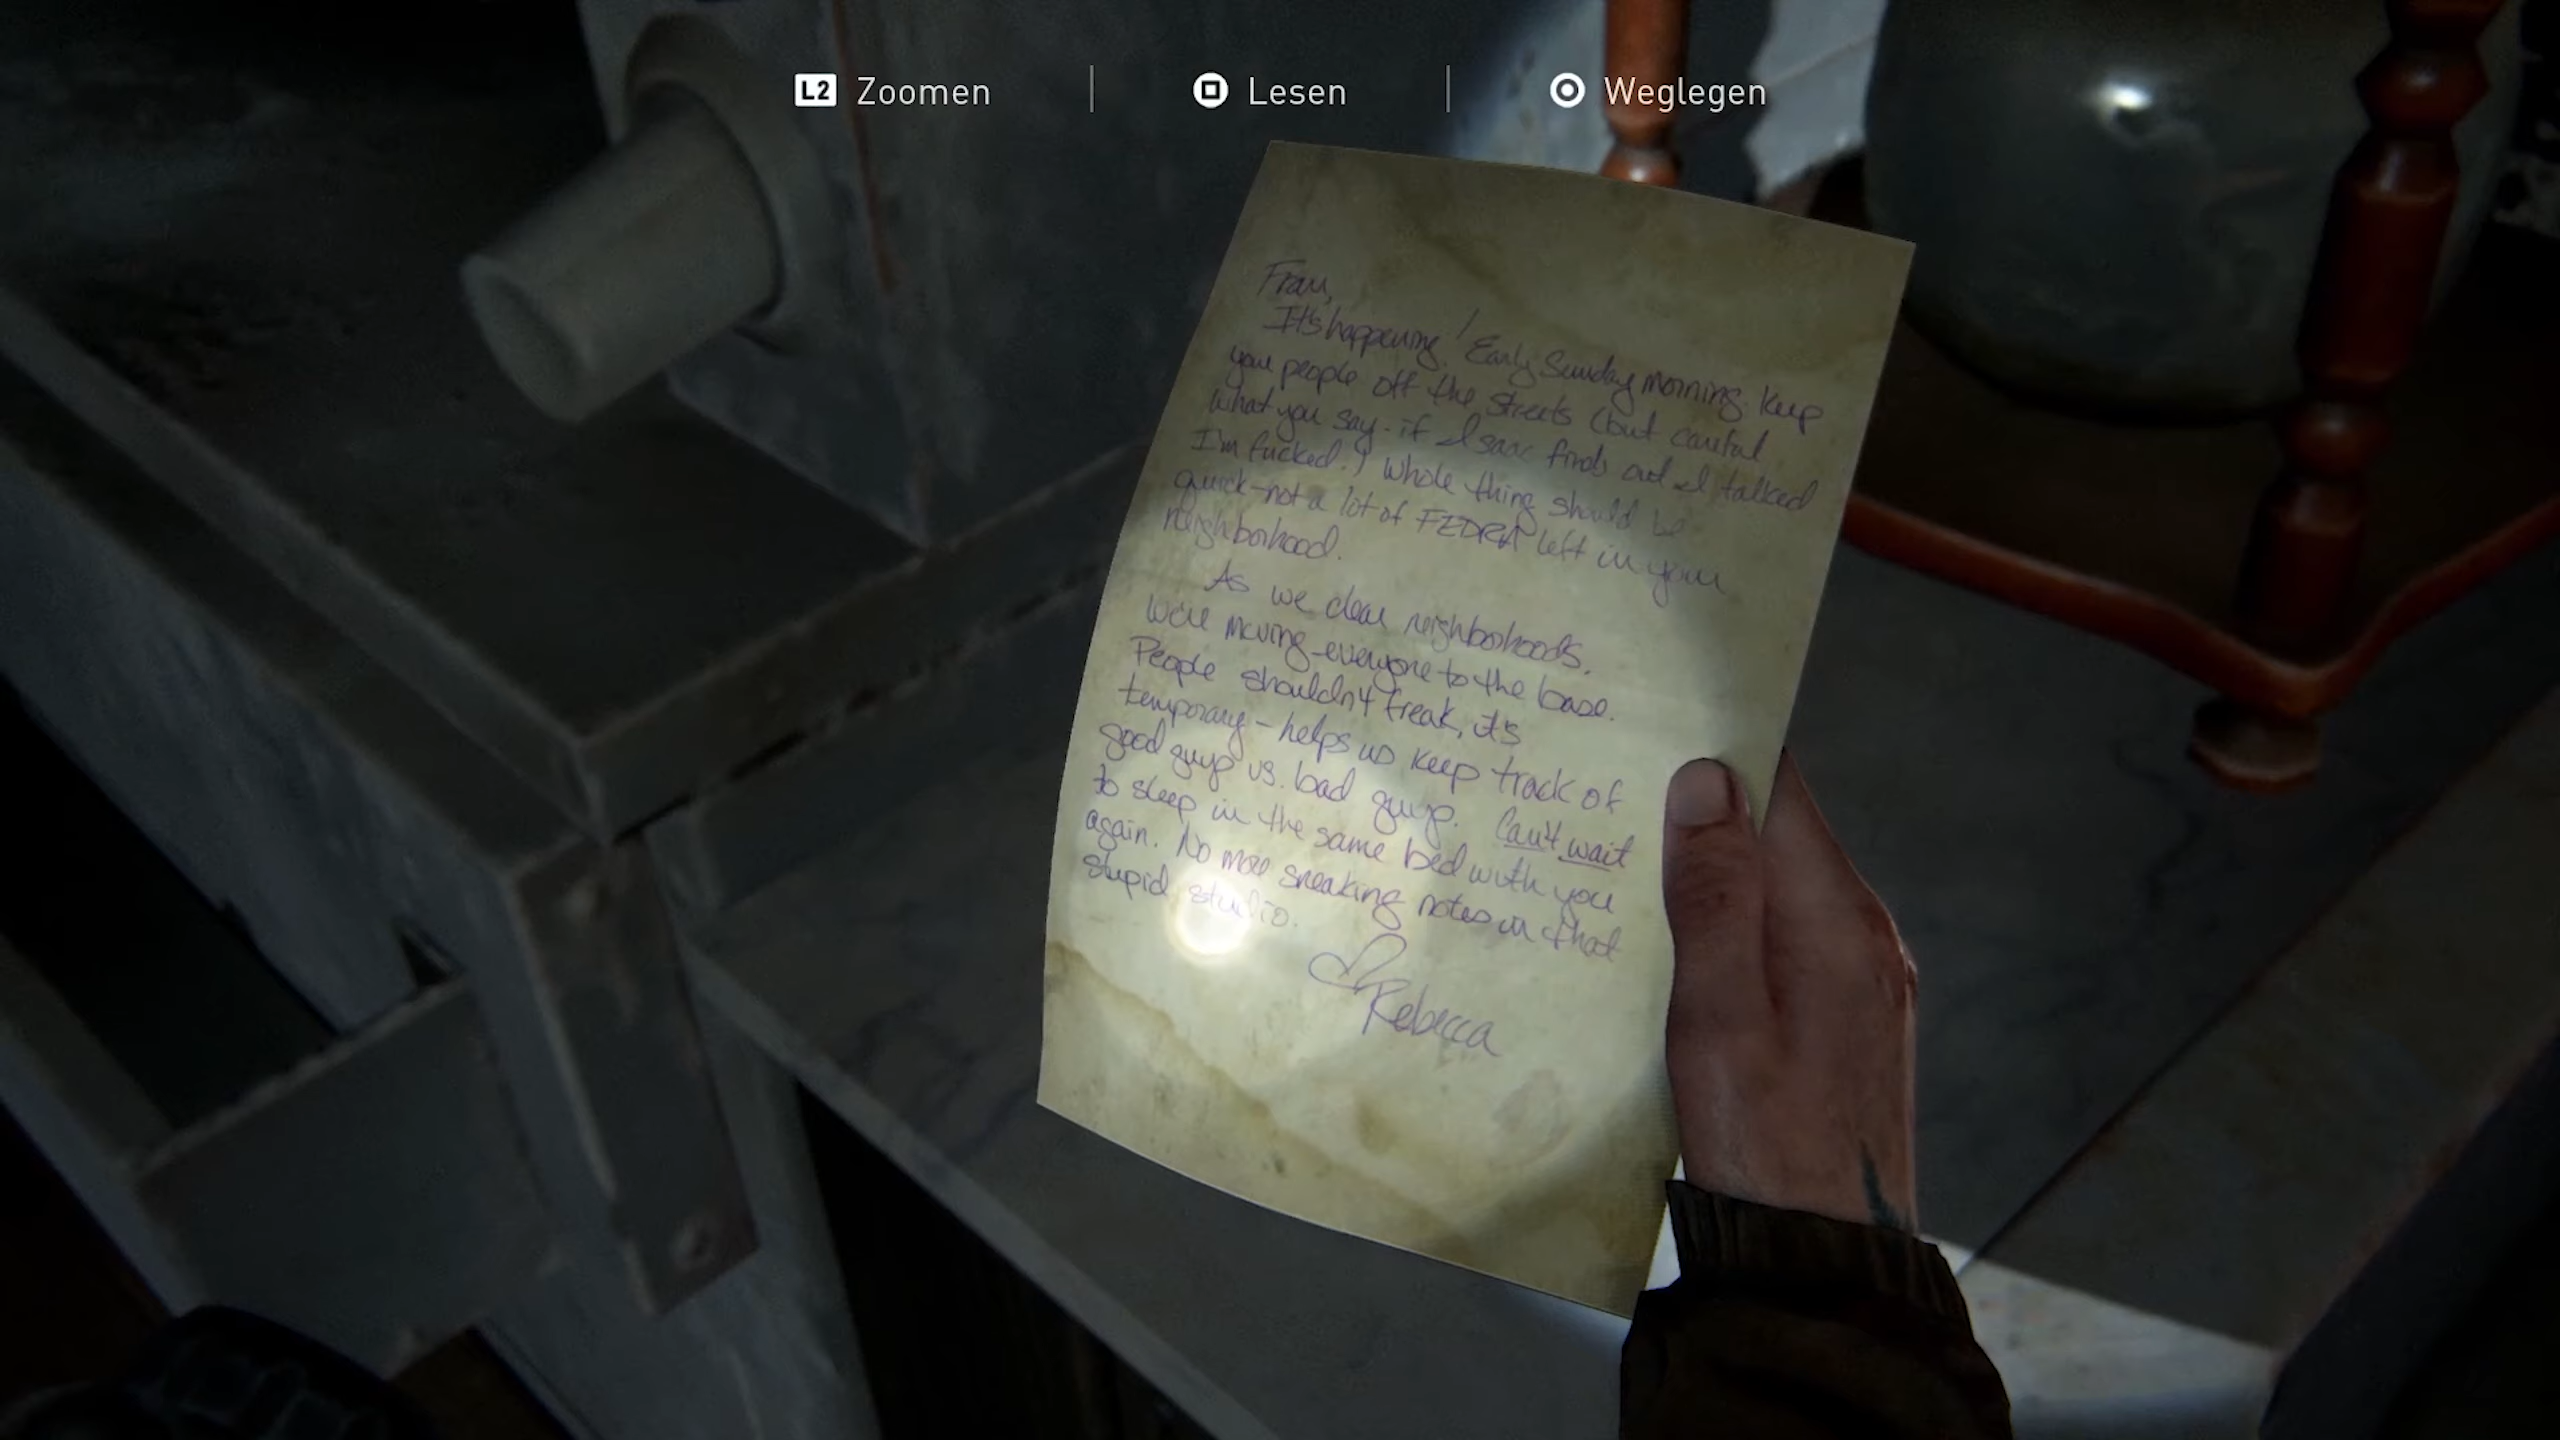 L2 Zoomen | Lesen | Weglegen
Fran,
It's happening! Early Sunday morning. Keep
your people off the streets (but careful
what you say - if Isaac finds out I talked
I'm fucked.) Whole thing should be
quick - not a lot of FEDRA left in your
neighborhood.
As we clear neighborhoods,
we're moving everyone to the base.
People shouldn't freak, it's
temporary - helps us keep track of
good guys vs. bad guys. Can't wait
to sleep in the same bed with you
again. No more sneaking notes in that
stupid studio.
Rebecca